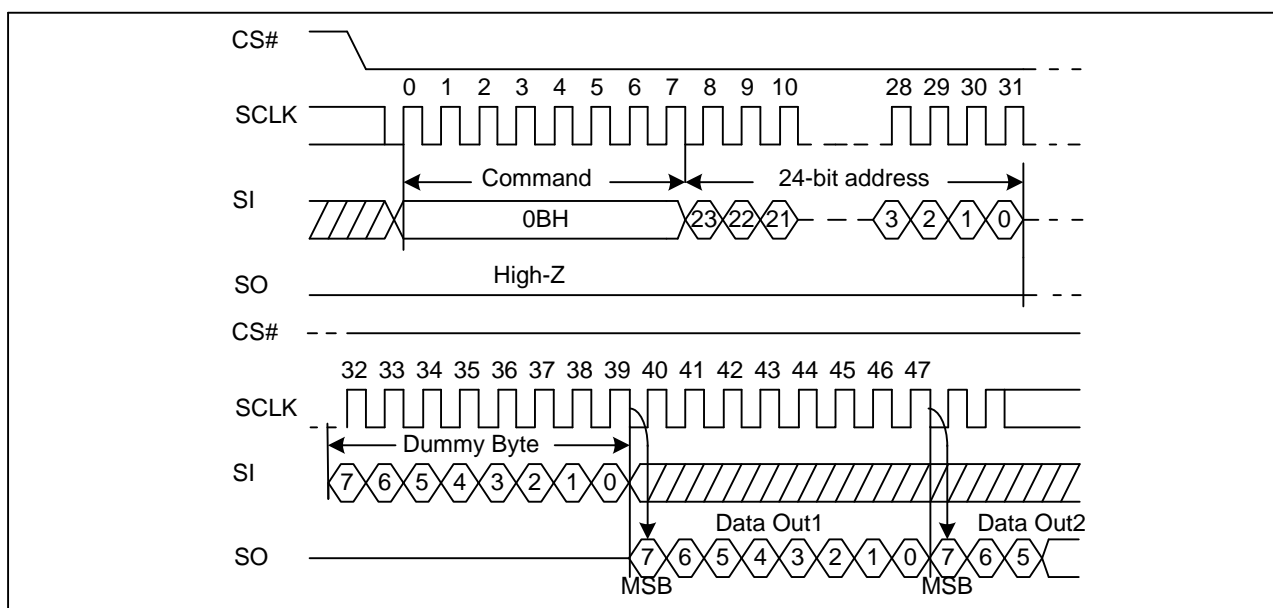 CS#
0 1 2 3 4 5 6 7 8 9 10 28 29 30 31
SCLK
Command 24-bit address
SI
0BH 23 22 21 3 2 1 0
High-Z
SO
CS#
32 33 34 35 36 37 38 39 40 41 42 43 44 45 46 47
SCLK
Dummy Byte
SI
7 6 5 4 3 2 1 0
Data Out1 Data Out2
SO
7 6 5 4 3 2 1 0 7 6 5
MSB MSB